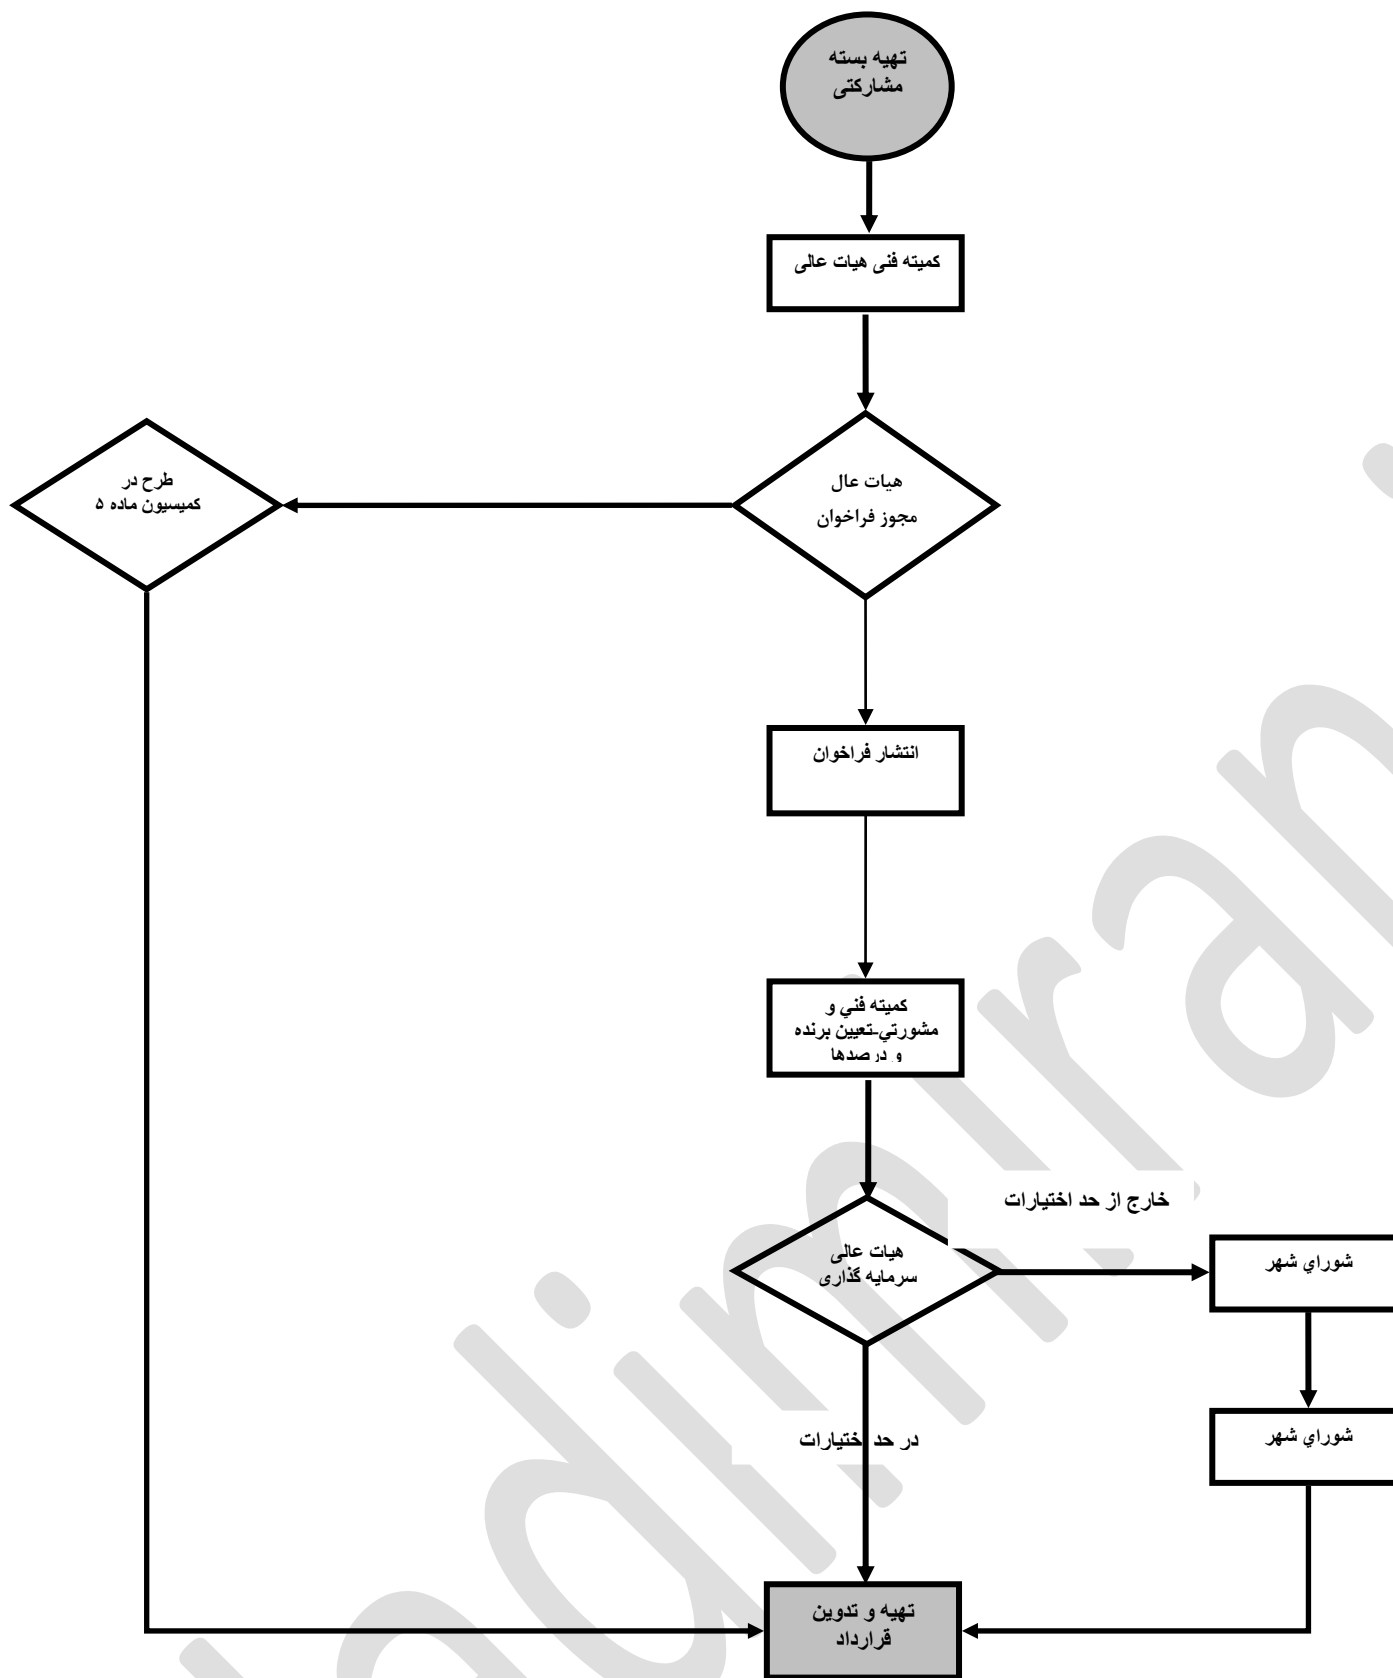 تهیه بسته
مشارکتی
کمیته فنی هیات عالی
هیات عال
مجوز فراخوان
طرح در
کمیسیون ماده ۵
انتشار فراخوان
کمیته فني و
مشورتي-تعیین برنده
و درصدها
خارج از حد اختیارات
هیات عالی
سرمایه گذاری
شوراي شهر
در حد اختیارات
شوراي شهر
تهیه و تدوین
قرارداد